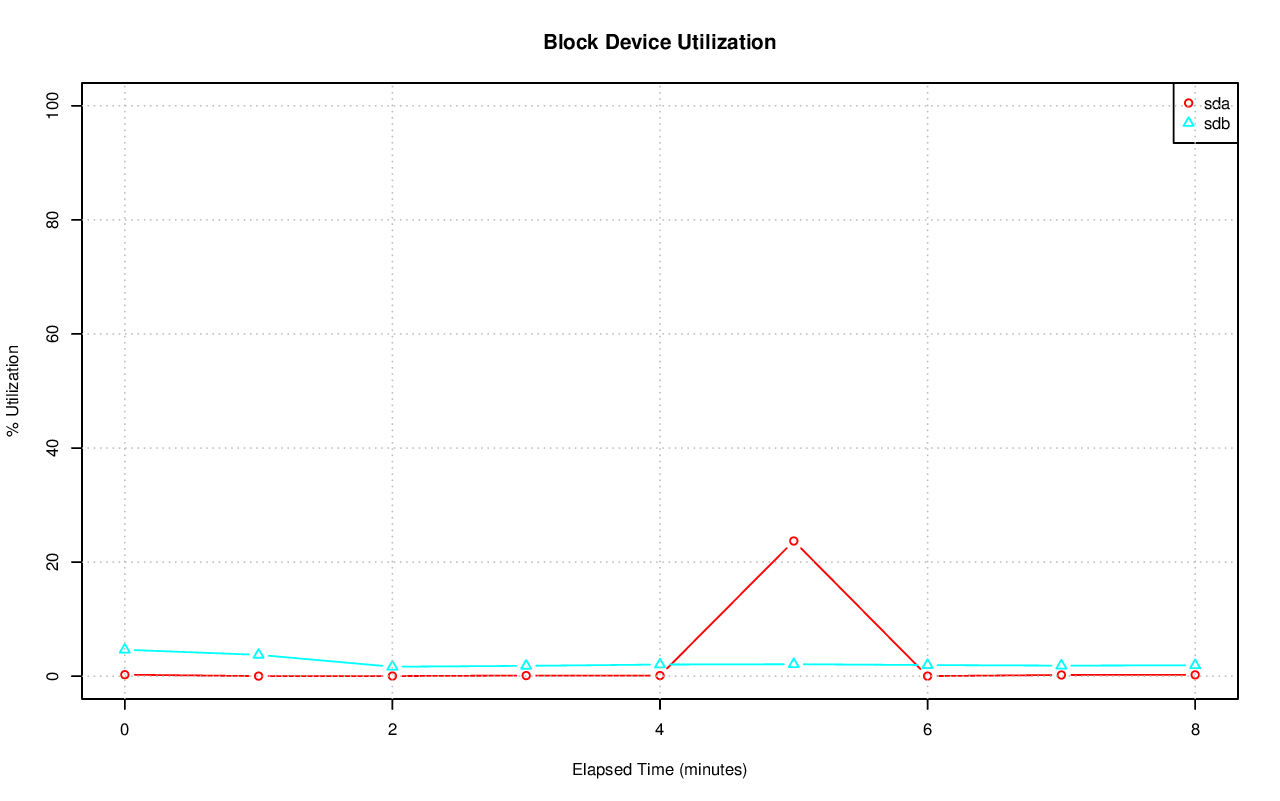 Block Device Utilization
sda
sdb
% Utilization
100
80
60
40
20
0
0 2 4 6 8
Elapsed Time (minutes)